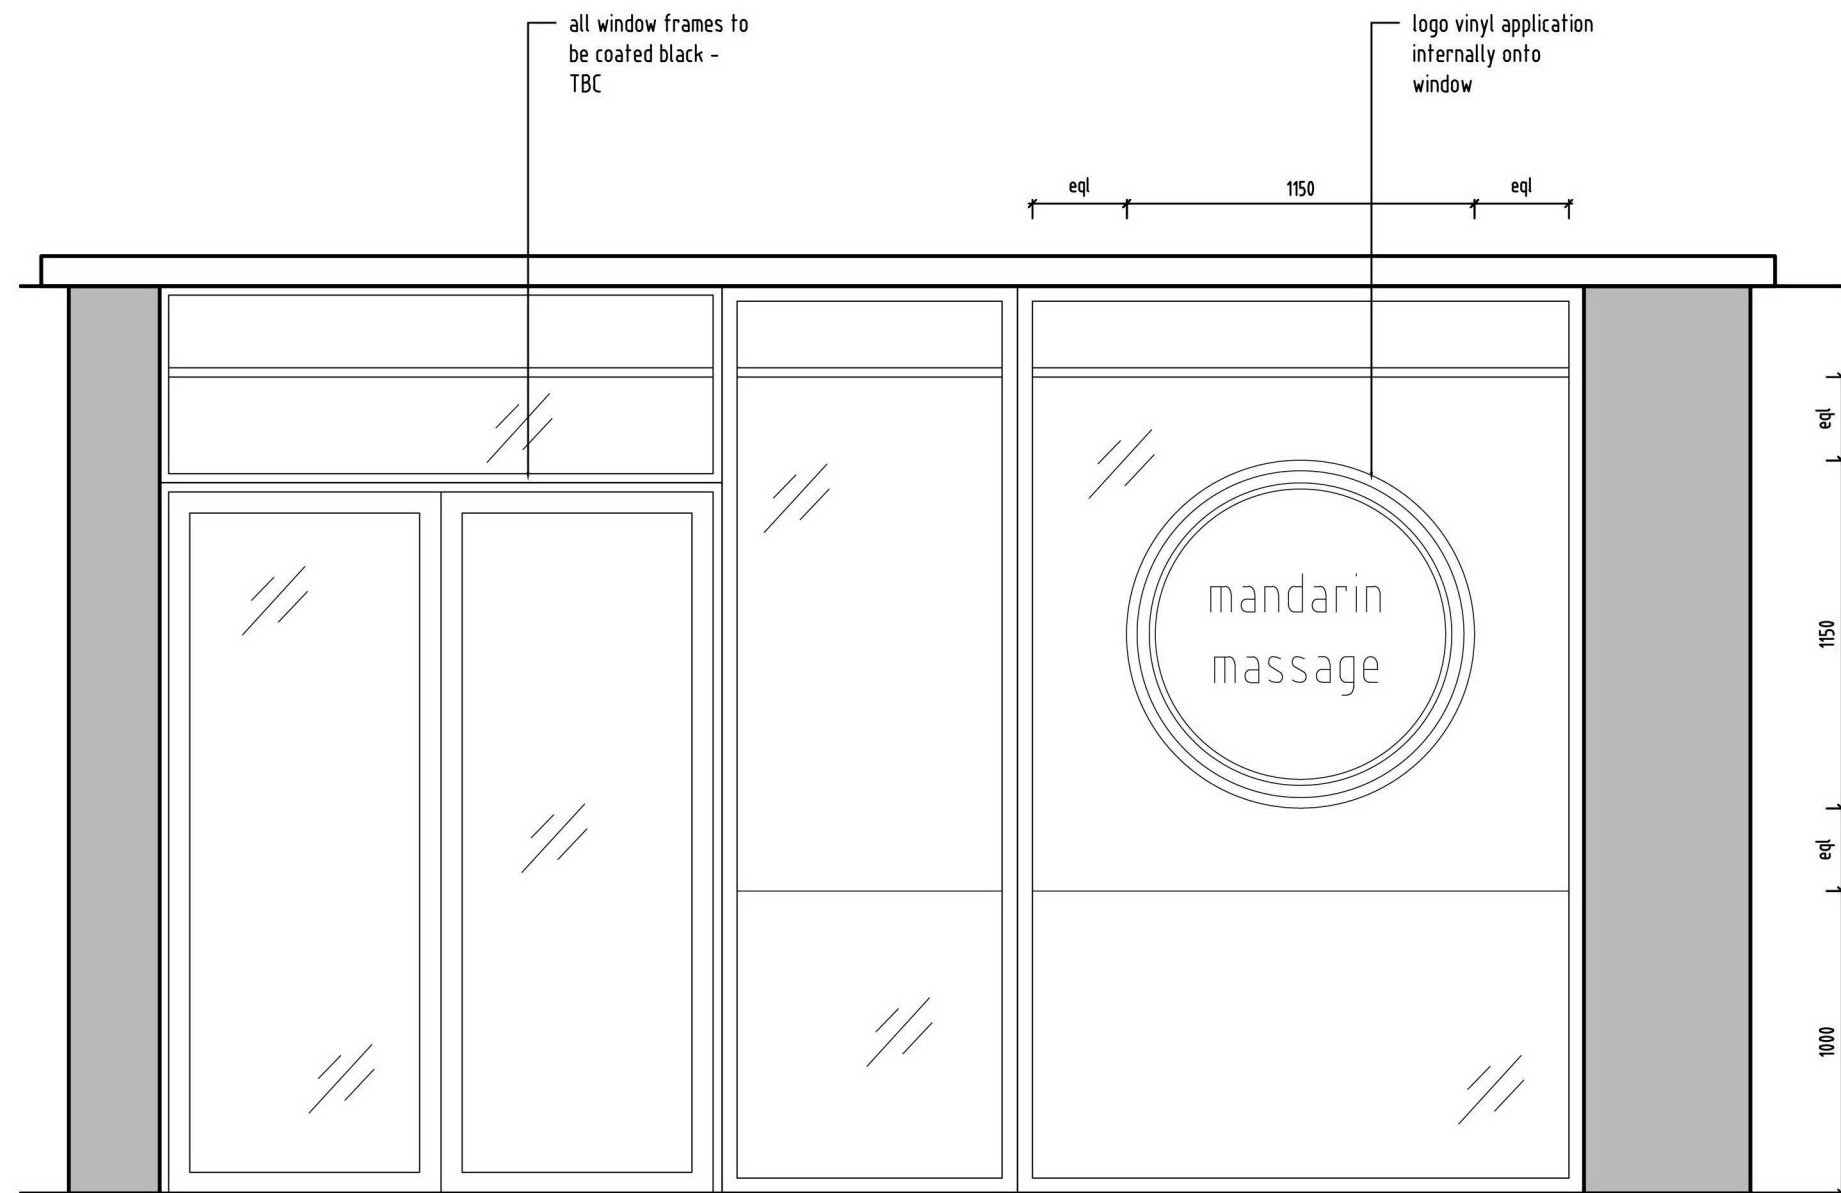 all window frames to
be coated black -
TBC
logo vinyl application
internally onto
window
eql
1150
eql
eql
mandarin
massage
1150
eql
1000